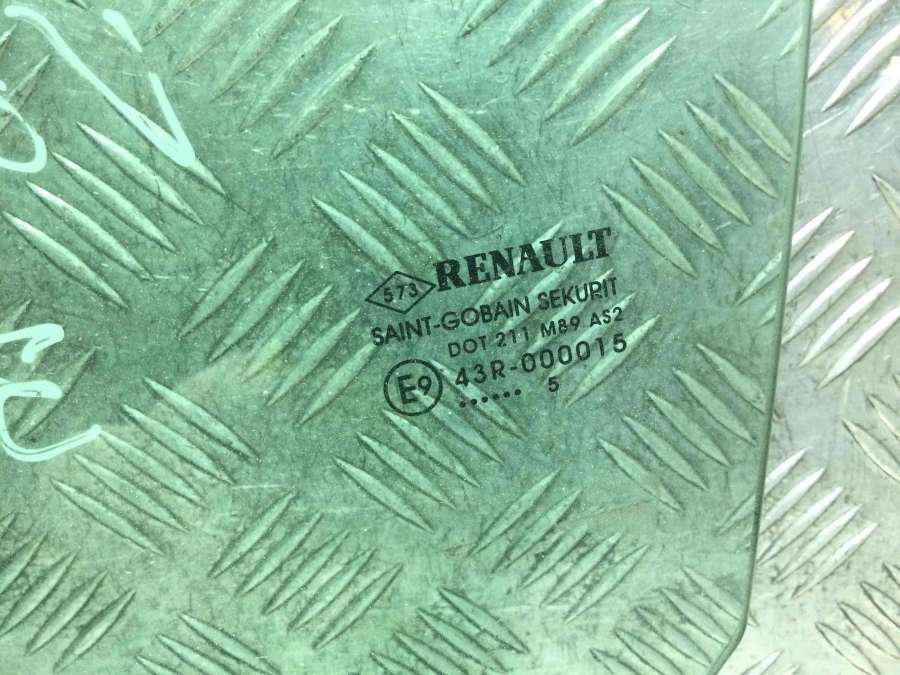 573 RENAULT
SAINT-GOBAIN SEKURIT
DOT 211 M89 AS2
E9 43R-000015
...... 5